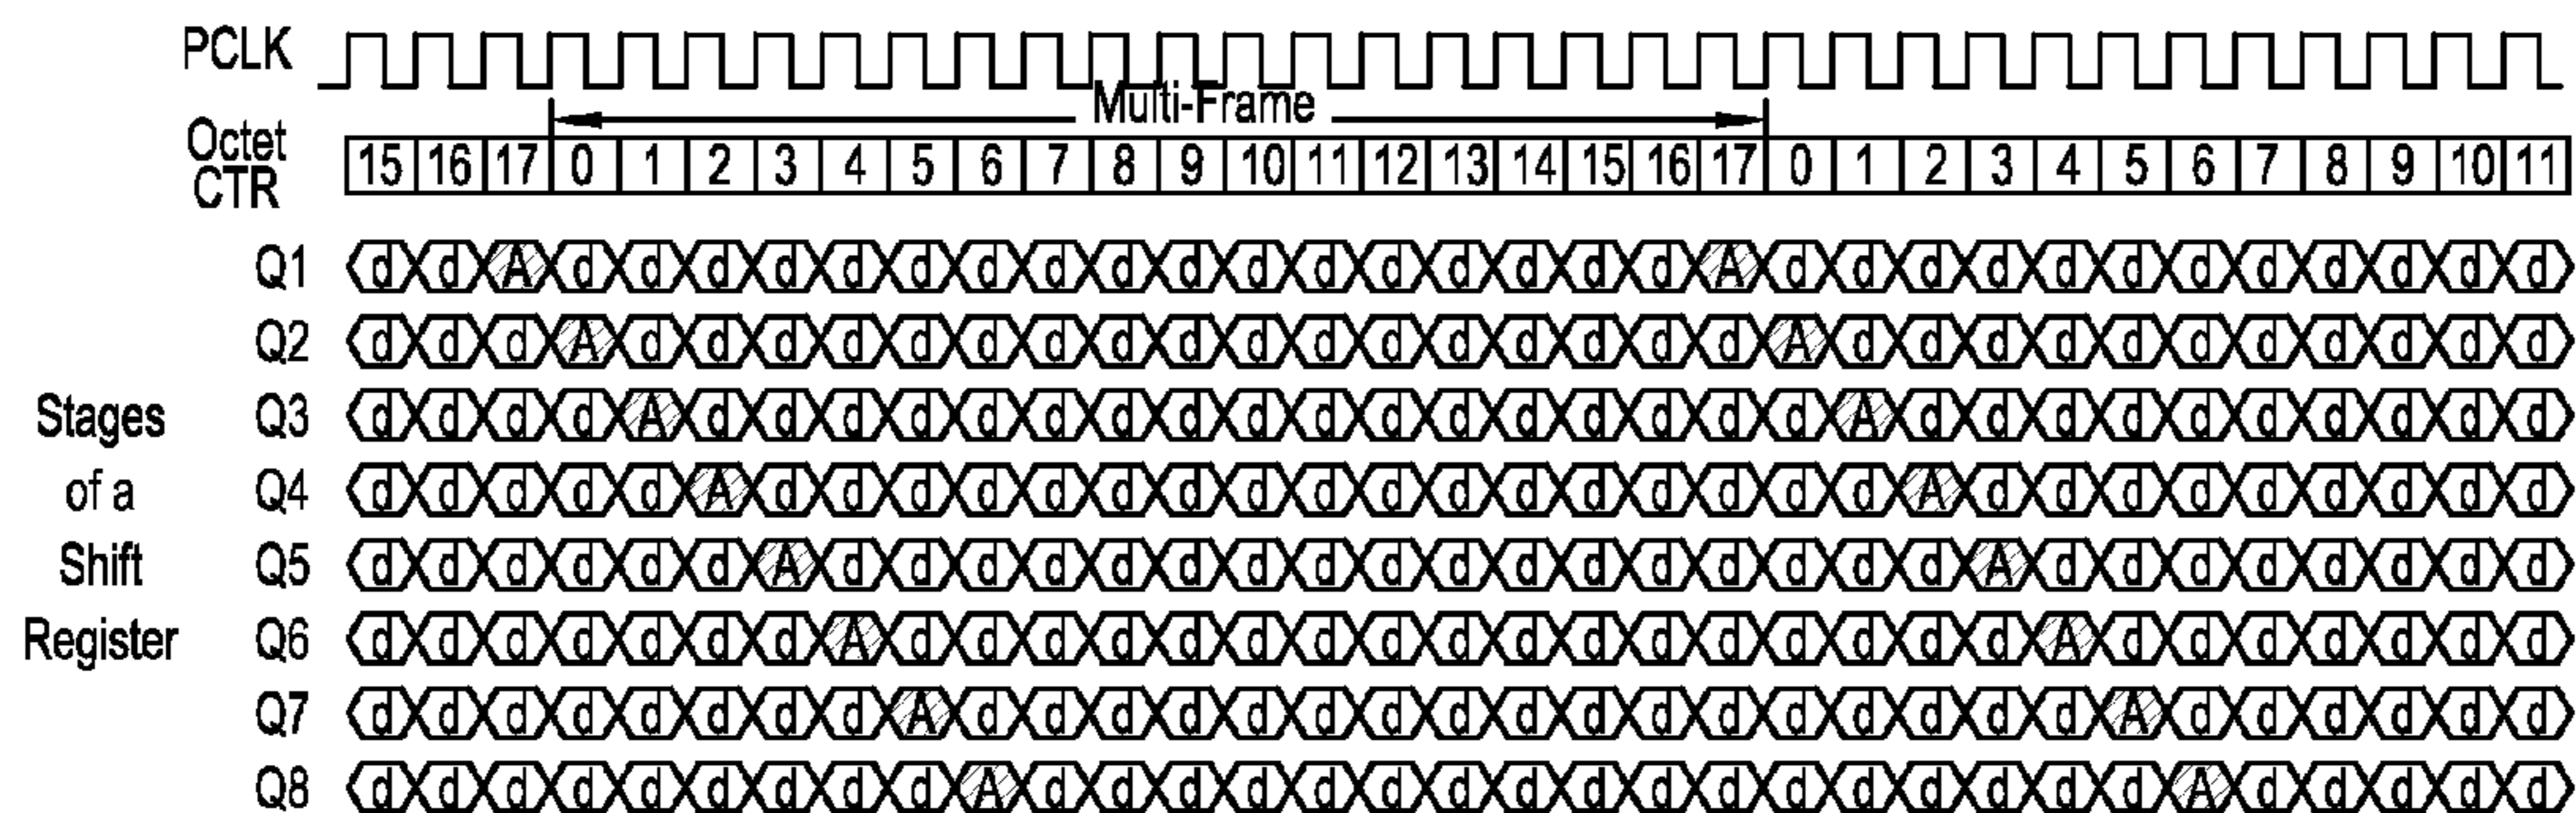 PCLK
Multi-Frame
Octet CTR 15 16 17 0 1 2 3 4 5 6 7 8 9 10 11 12 13 14 15 16 17 0 1 2 3 4 5 6 7 8 9 10 11
Q1 d d A d d d d d d d d d d d d d d d d d A d d d d d d d d d d d d
Q2 d d d A d d d d d d d d d d d d d d d d d A d d d d d d d d d d d
Stages Q3 d d d d A d d d d d d d d d d d d d d d d d A d d d d d d d d d d
of a Q4 d d d d d A d d d d d d d d d d d d d d d d d A d d d d d d d d d
Shift Q5 d d d d d d A d d d d d d d d d d d d d d d d d A d d d d d d d d
Register Q6 d d d d d d d A d d d d d d d d d d d d d d d d d A d d d d d d d
Q7 d d d d d d d d A d d d d d d d d d d d d d d d d d A d d d d d d
Q8 d d d d d d d d d A d d d d d d d d d d d d d d d d d A d d d d d